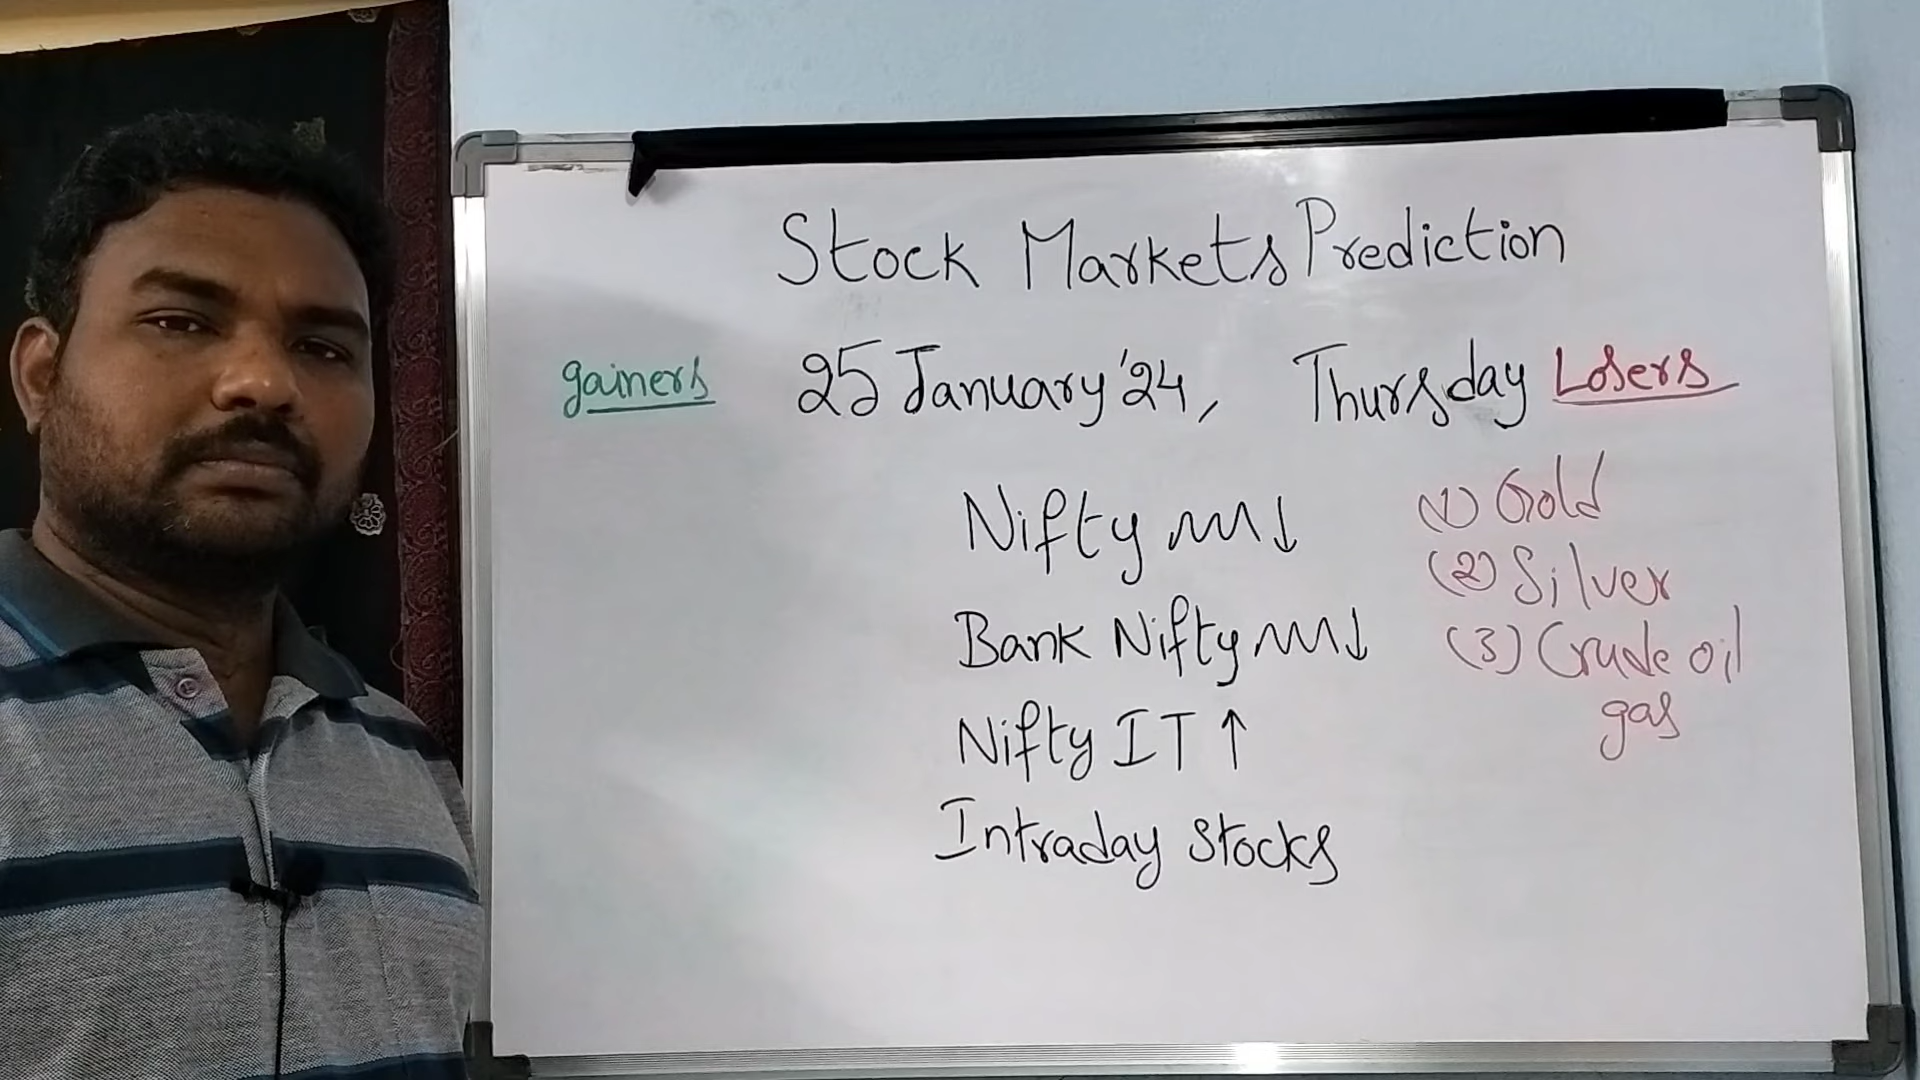 Stock Markets Prediction
gainers
25 January '24, Thursday
Losers
Nifty ↓
Bank Nifty ↓
Nifty IT ↑
Intraday Stocks
(1) Gold
(2) Silver
(3) Crude oil
gas